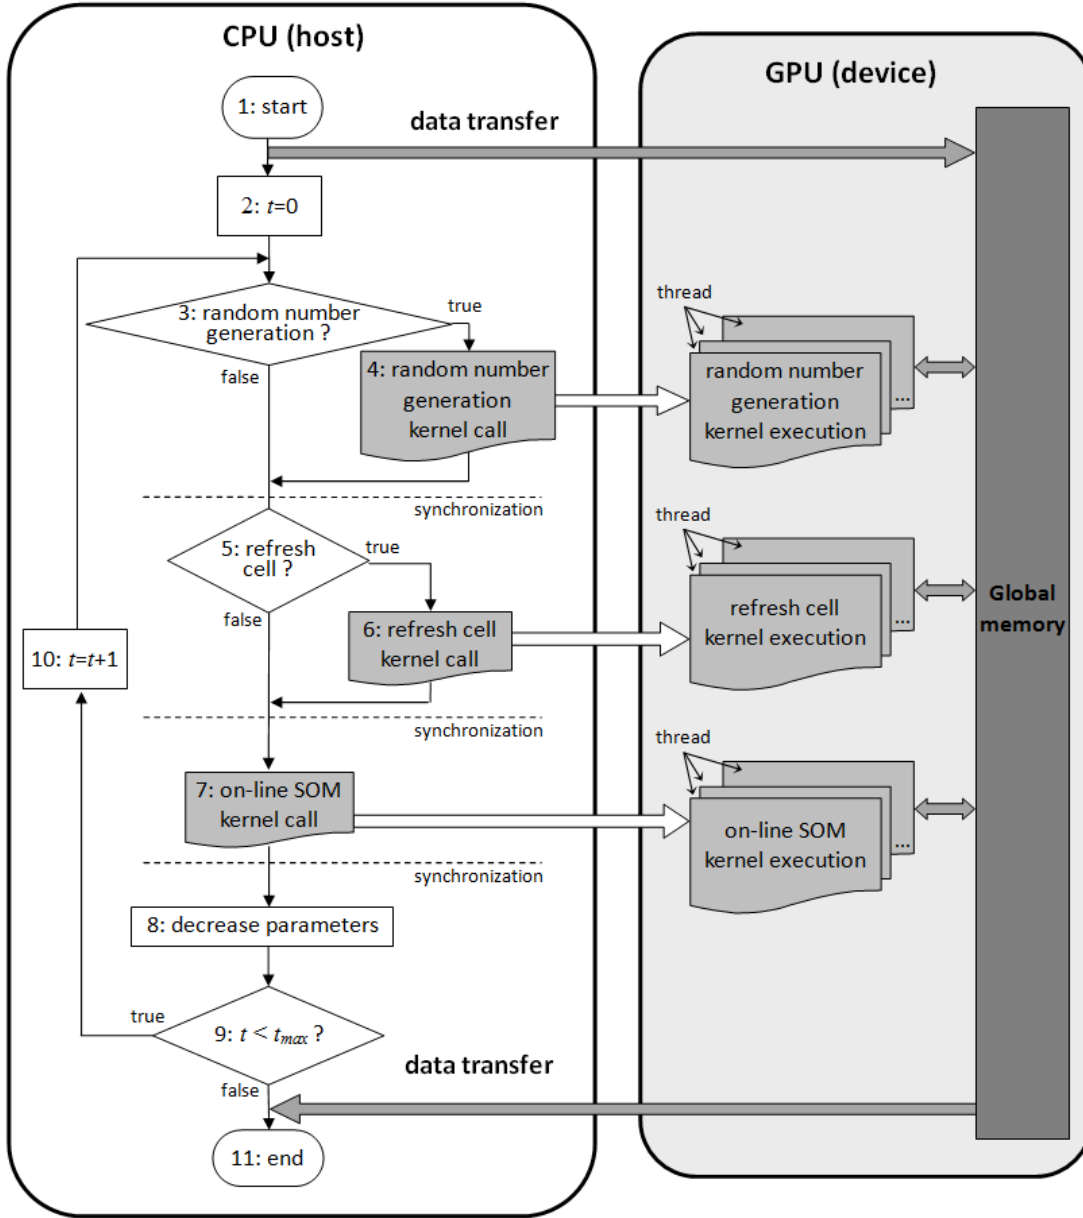 CPU (host)
GPU (device)
1: start
data transfer
2: t=0
3: random number
generation ?
true
false
thread
4: random number
generation
kernel call
random number
generation
kernel execution
...
synchronization
5: refresh
cell ?
true
false
thread
6: refresh cell
kernel call
refresh cell
kernel execution
...
Global
memory
10: t=t+1
synchronization
thread
7: on-line SOM
kernel call
on-line SOM
kernel execution
...
synchronization
8: decrease parameters
true
9: t < tmax ?
false
data transfer
11: end